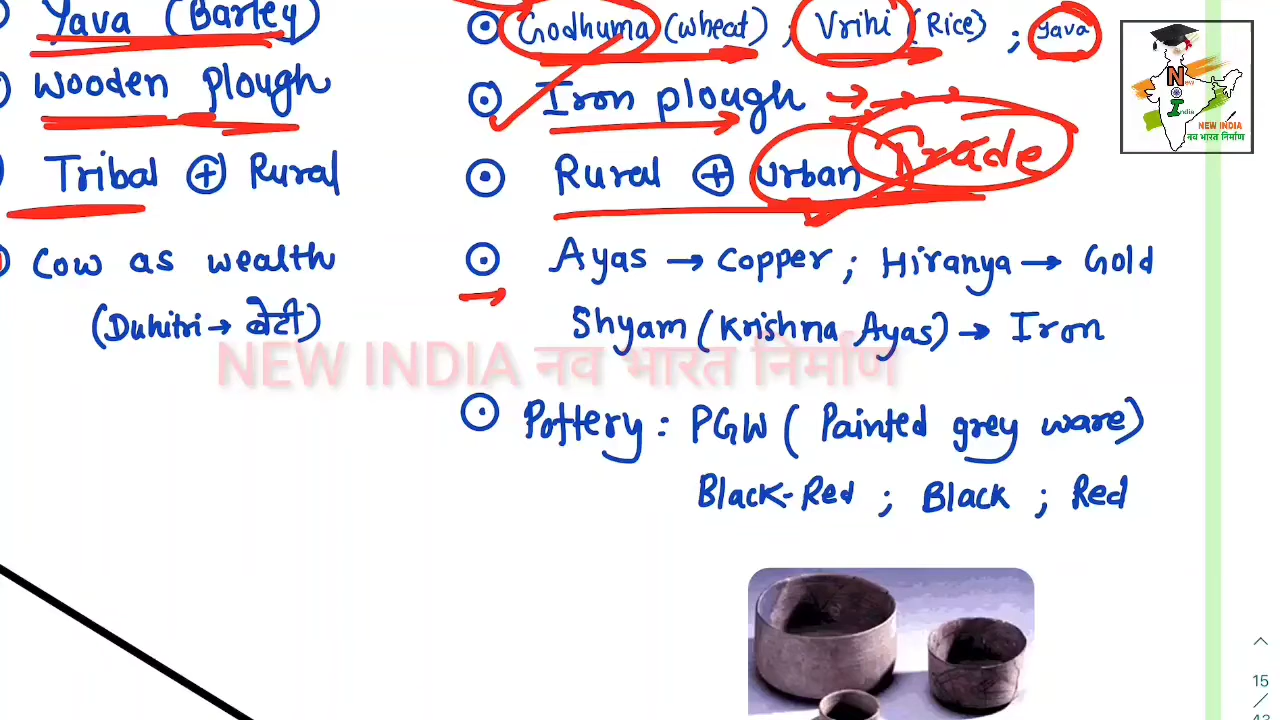 Yava (Barley)
Wooden plough
Tribal + Rural
Cow as wealth
(Duhitri → बेटी)
Godhuma (wheat) ; Vrihi (Rice) ; Yava
Iron plough →
Rural + urban Trade
Ayas → Copper ; Hiranya → Gold
Shyam (Krishna Ayas) → Iron
Pottery : PGW ( Painted grey ware)
Black-Red ; Black ; Red
NEW INDIA नव भारत निर्माण
N
I
India
NEW INDIA
नव भारत निर्माण
15
/
43